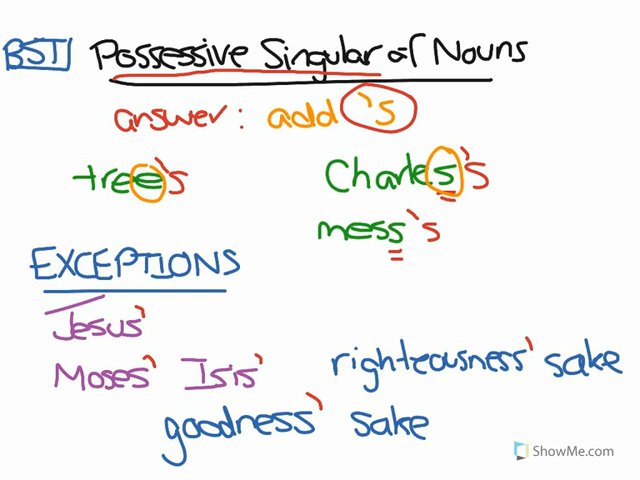 BST Possessive Singular of Nouns
answer: add 's
tree's Charles's
mess's
EXCEPTIONS
Jesus'
Moses' Isis' righteousness' sake
goodness' sake
ShowMe.com